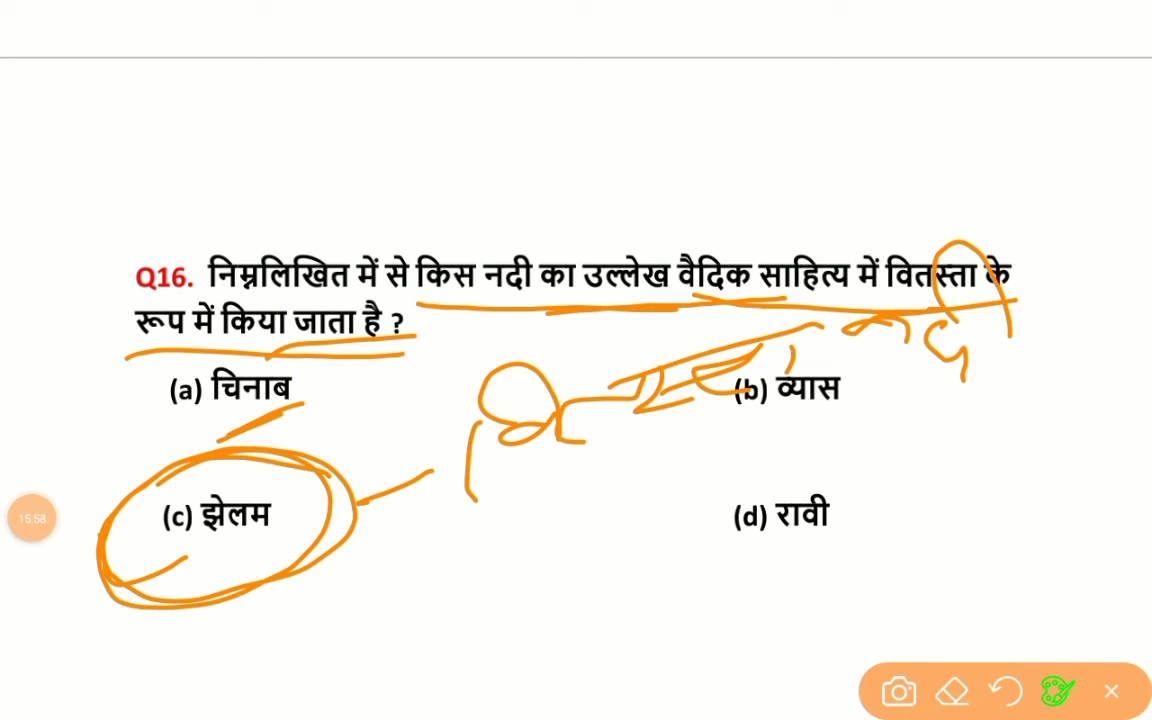 Q16. निम्नलिखित में से किस नदी का उल्लेख वैदिक साहित्य में वितस्ता के
रूप में किया जाता है ?
(a) चिनाब (b) व्यास
(c) झेलम (d) रावी
15:58